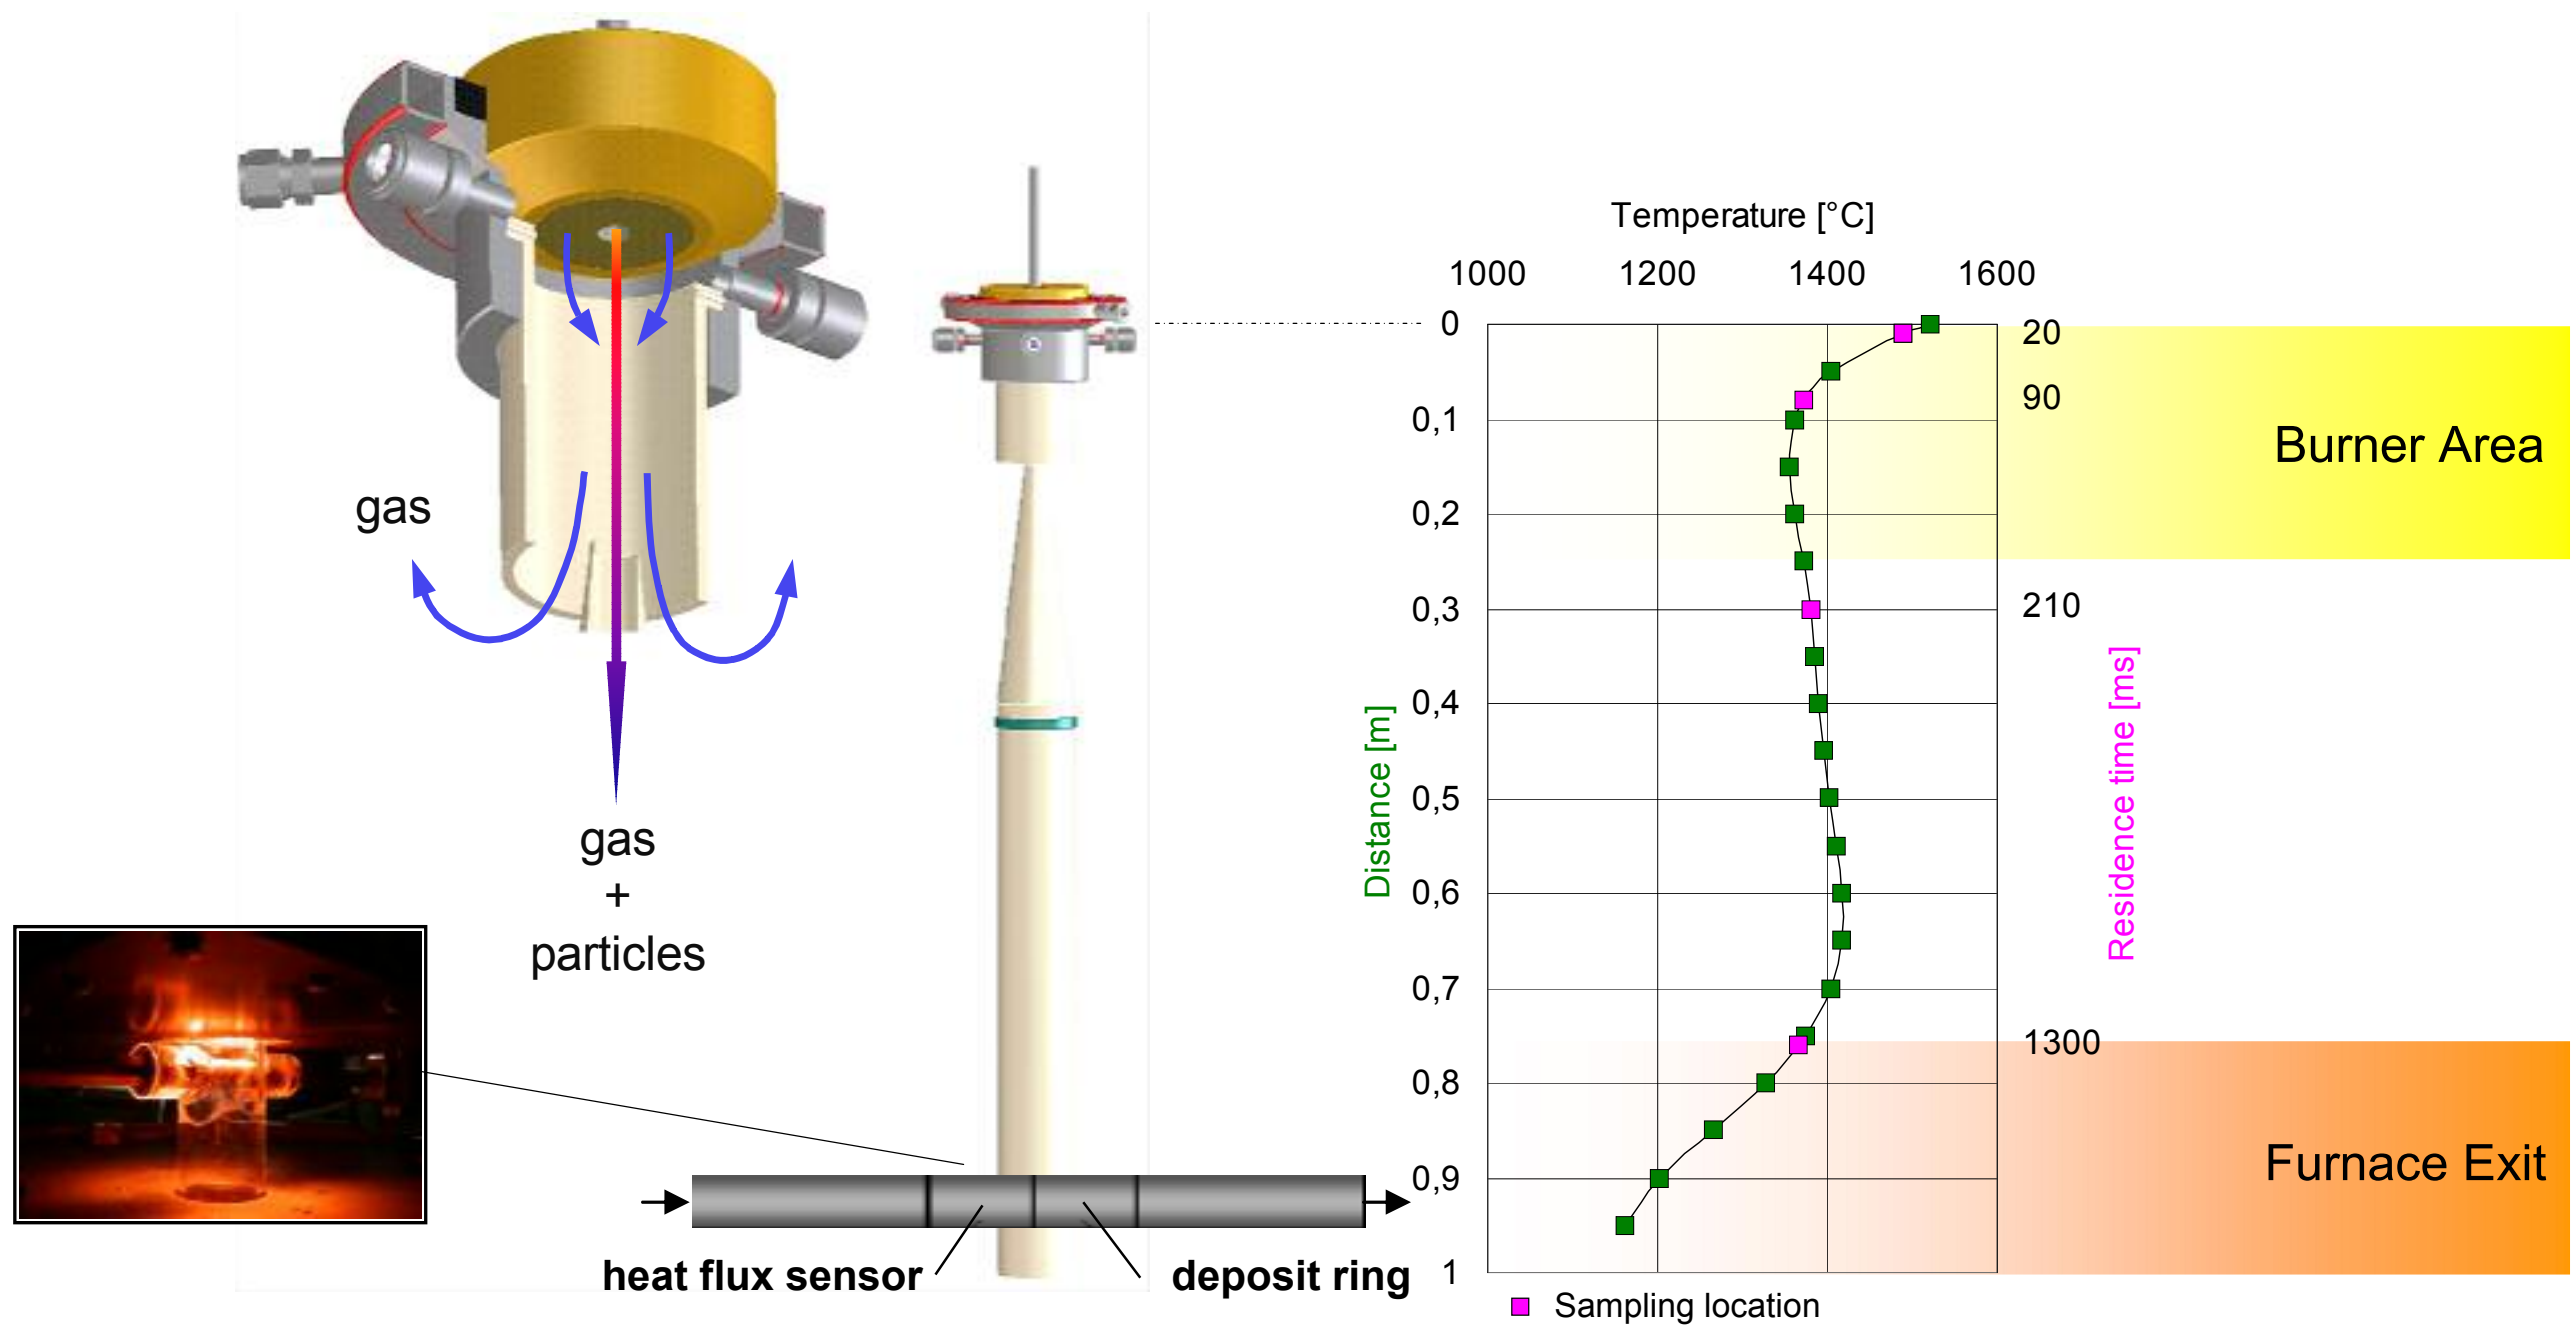 gas
gas
+
particles
heat flux sensor
deposit ring
Temperature [°C]
1000 1200 1400 1600
0
0,1
0,2
0,3
0,4
0,5
0,6
0,7
0,8
0,9
1
Distance [m]
20
90
210
1300
Residence time [ms]
Burner Area
Furnace Exit
Sampling location